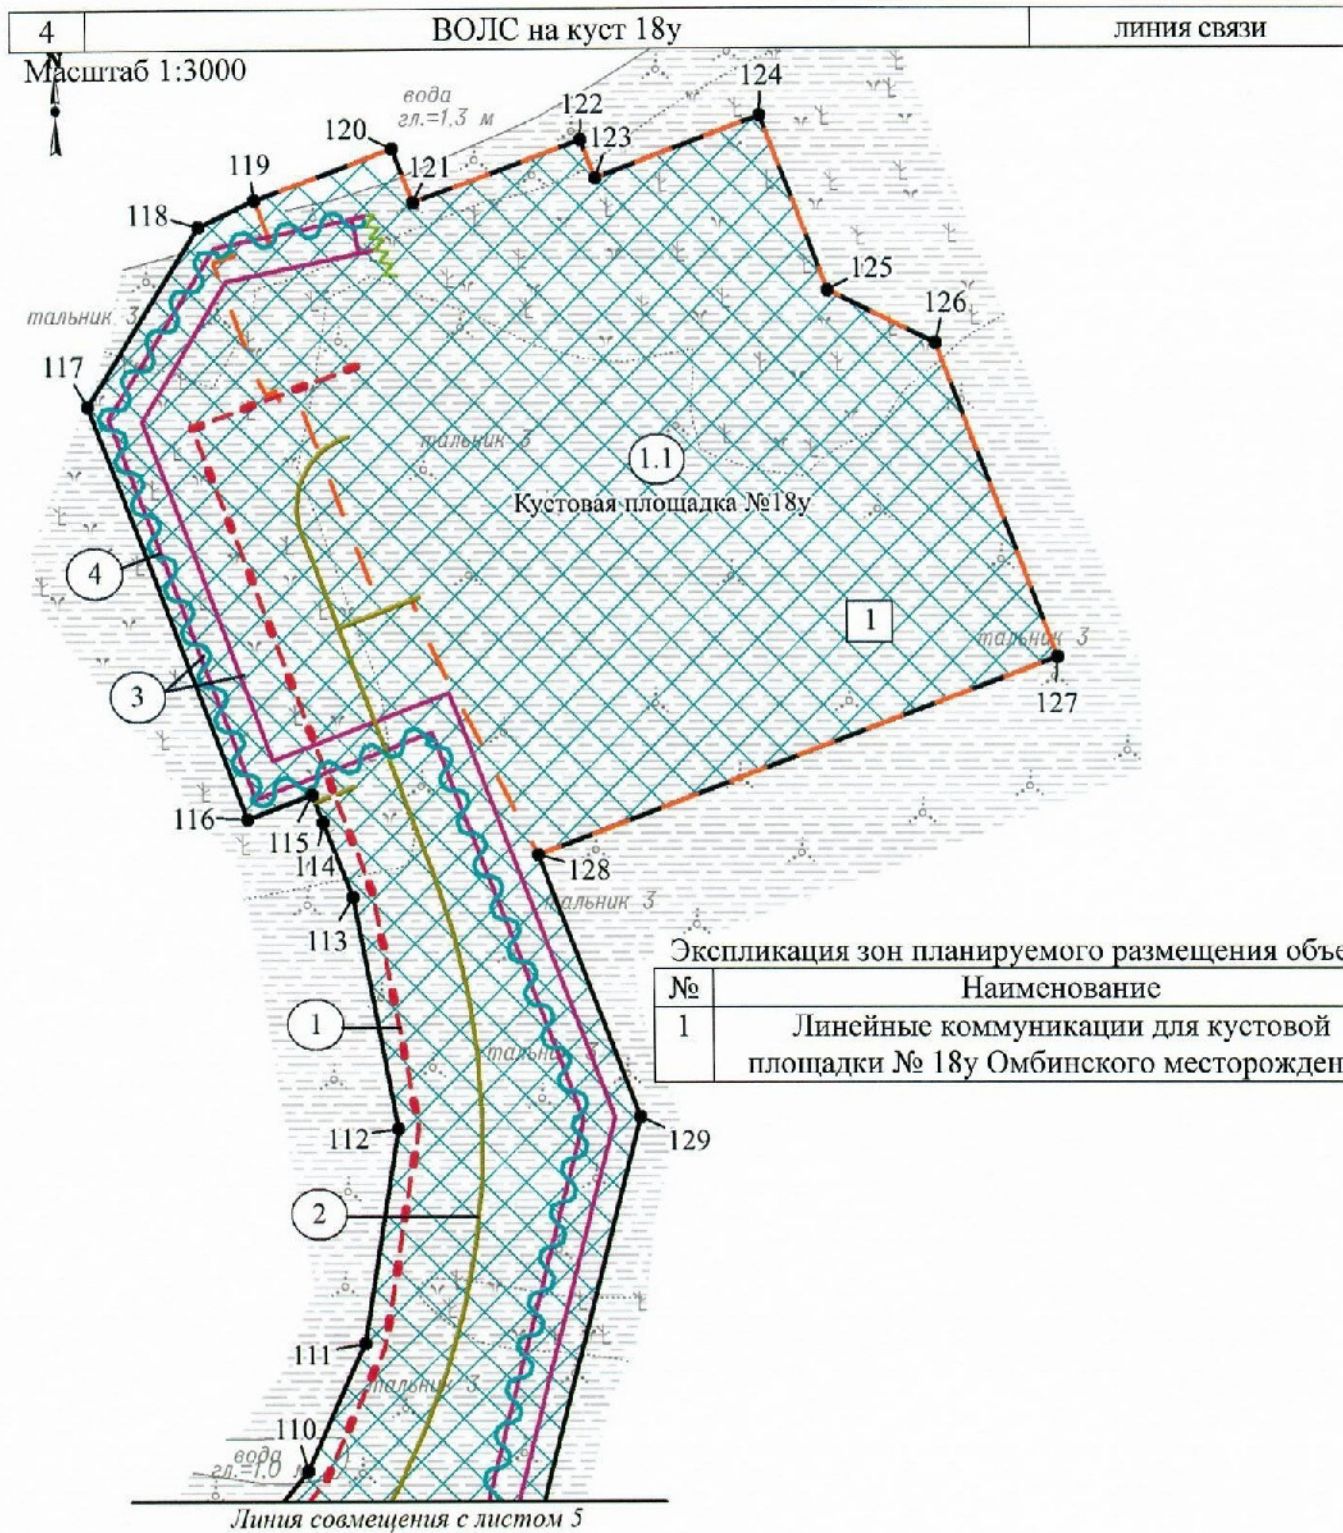 4 ВОЛС на куст 18у линия связи
N
Масштаб 1:3000
124
вода
гл.=1,3 м
122
120
123
119
121
118
125
126
тальник 3
117
тальник 3
1.1
Кустовая площадка №18у
4
1
тальник 3
3
127
116
115
114
128
тальник 3
113
Экспликация зон планируемого размещения объе
№ Наименование
1 Линейные коммуникации для кустовой
площадки № 18у Омбинского месторожден
1
тальник 3
112
129
2
111
тальник 3
110
вода
гл.=1,0 м
Линия совмещения с листом 5